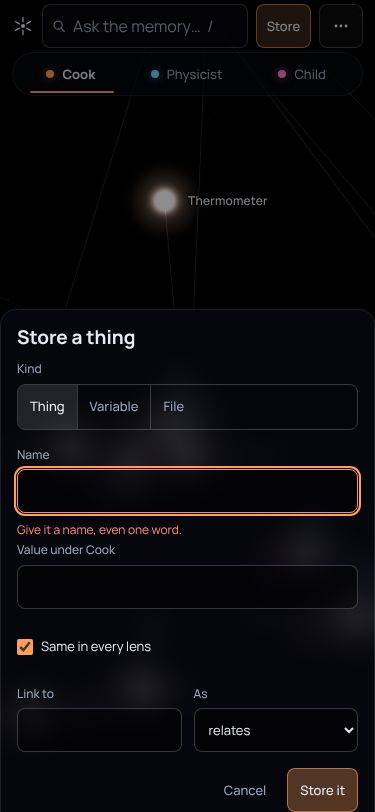 Ask the memory... /
Store
...
Cook
Physicist
Child
Thermometer
Store a thing
Kind
Thing
Variable
File
Name
Give it a name, even one word.
Value under Cook
Same in every lens
Link to
As
relates
Cancel
Store it